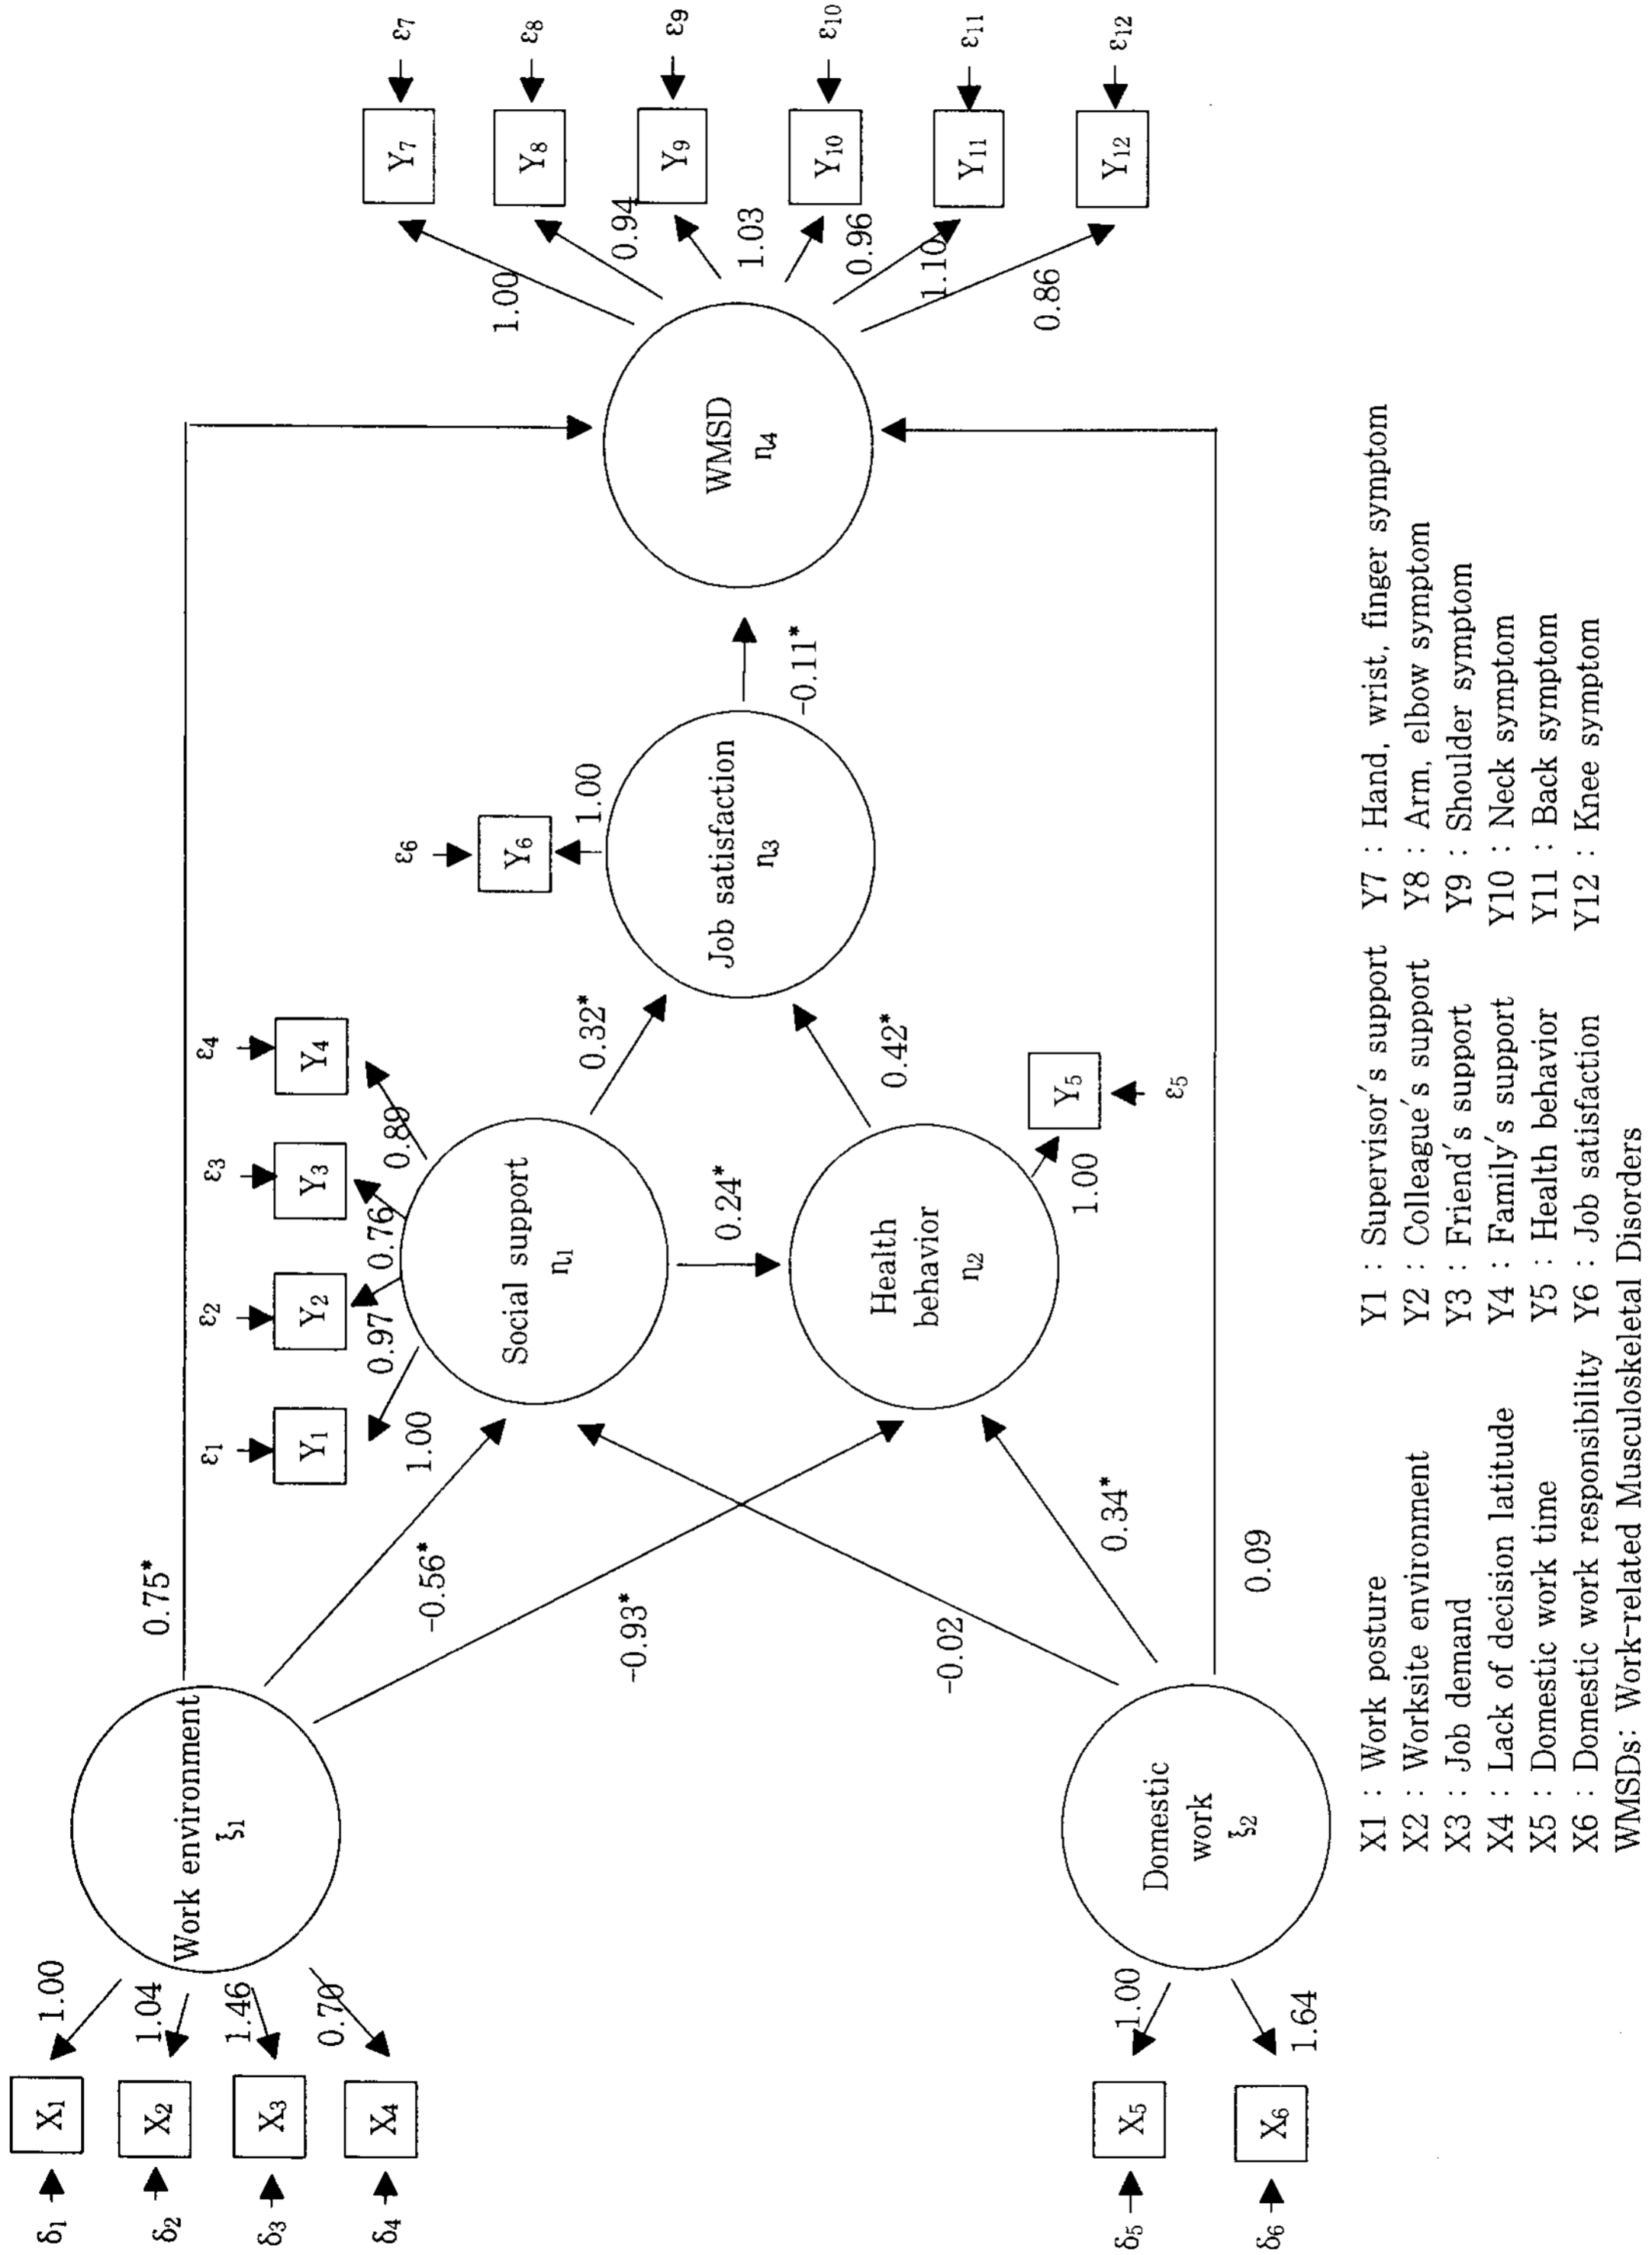 δ1 X1 1.00
δ2 X2 1.04
δ3 X3 1.46
δ4 X4 0.70
Work environment
ξ1
0.75*
-0.56*
-0.93*
δ5 X5 1.00
δ6 X6 1.64
Domestic
work
ξ2
-0.02
0.34*
0.09
ε1 ε2 ε3 ε4
Y1 Y2 Y3 Y4
1.00 0.97 0.76 0.89
Social support
η1
0.24*
0.32*
Health
behavior
η2
0.42*
1.00
Y5
ε5
ε6
Y6
1.00
Job satisfaction
η3
-0.11*
WMSD
η4
1.00 Y7 ε7
0.94 Y8 ε8
1.03 Y9 ε9
0.96 Y10 ε10
1.10 Y11 ε11
0.86 Y12 ε12
X1 : Work posture Y1 : Supervisor's support Y7 : Hand, wrist, finger symptom
X2 : Worksite environment Y2 : Colleague's support Y8 : Arm, elbow symptom
X3 : Job demand Y3 : Friend's support Y9 : Shoulder symptom
X4 : Lack of decision latitude Y4 : Family's support Y10 : Neck symptom
X5 : Domestic work time Y5 : Health behavior Y11 : Back symptom
X6 : Domestic work responsibility Y6 : Job satisfaction Y12 : Knee symptom
WMSDs: Work-related Musculoskeletal Disorders